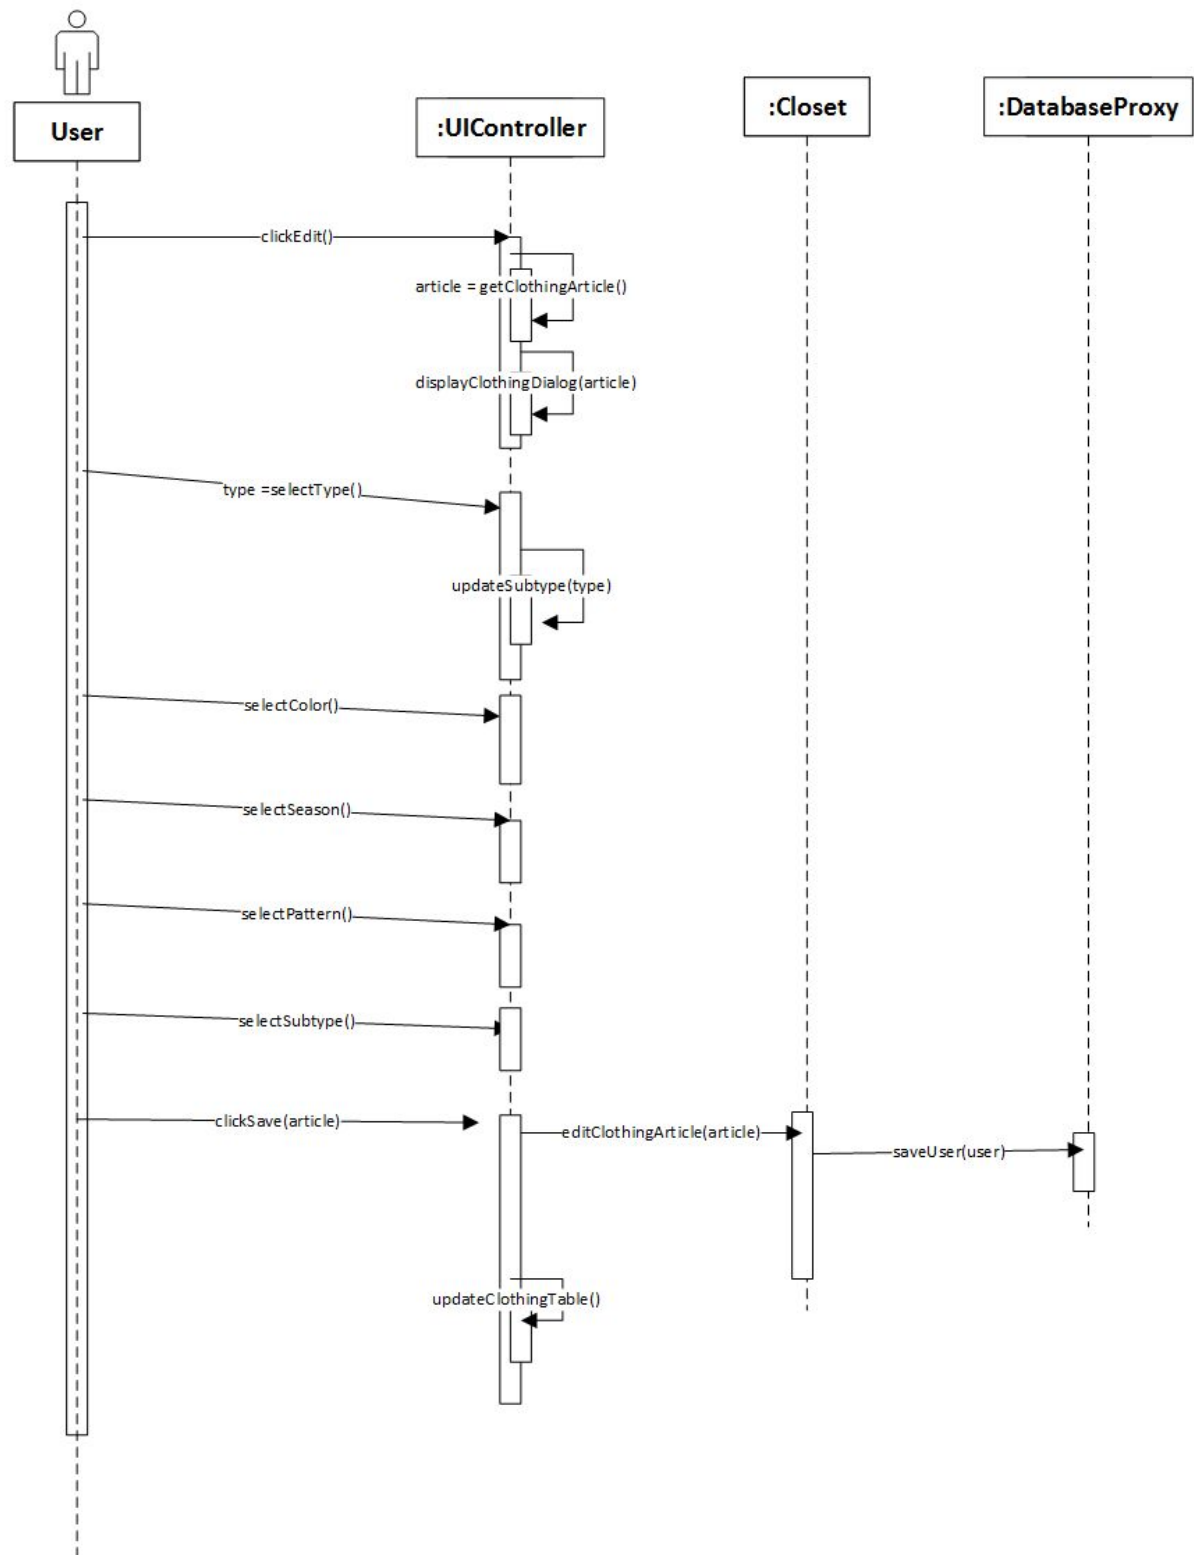 User
:UIController
:Closet
:DatabaseProxy
clickEdit()
article = getClothingArticle()
displayClothingDialog(article)
type =selectType()
updateSubtype(type)
selectColor()
selectSeason()
selectPattern()
selectSubtype()
clickSave(article)
editClothingArticle(article)
saveUser(user)
updateClothingTable()